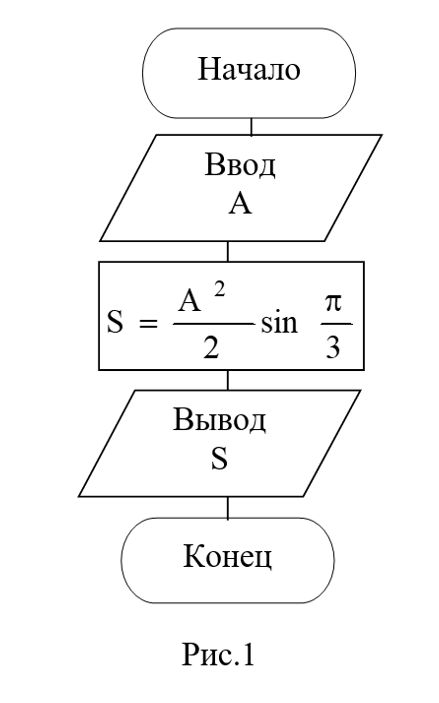 Начало
Ввод
А
S = A² / 2 sin π / 3
Вывод
S
Конец
Рис.1